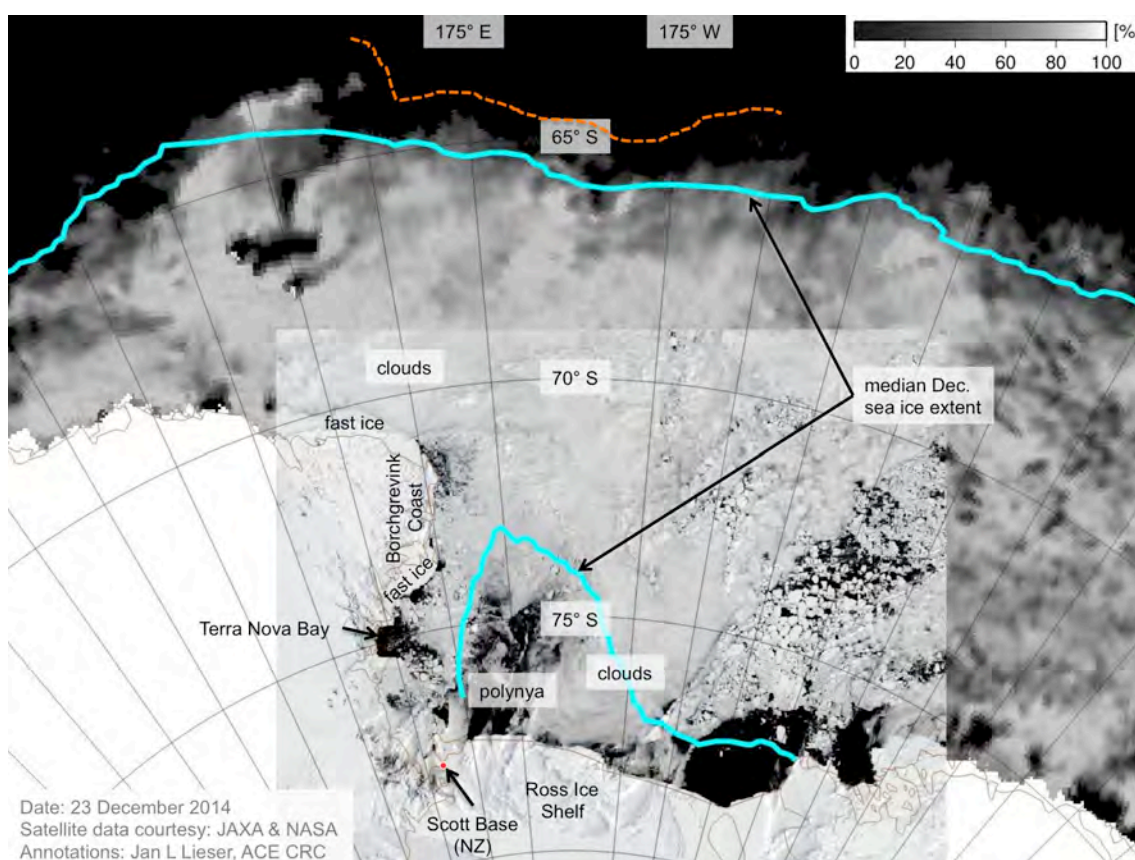 175° E
175° W
[%
0 20 40 60 80 100
65° S
clouds
70° S
median Dec.
sea ice extent
fast ice
Borchgrevink
Coast
fast ice
Terra Nova Bay
75° S
clouds
polynya
Ross Ice
Shelf
Scott Base
(NZ)
Date: 23 December 2014
Satellite data courtesy: JAXA & NASA
Annotations: Jan L Lieser, ACE CRC